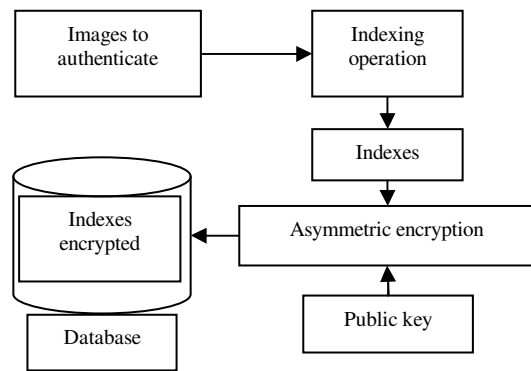 Images to
authenticate
Indexing
operation
Indexes
Indexes
encrypted
Asymmetric encryption
Database
Public key